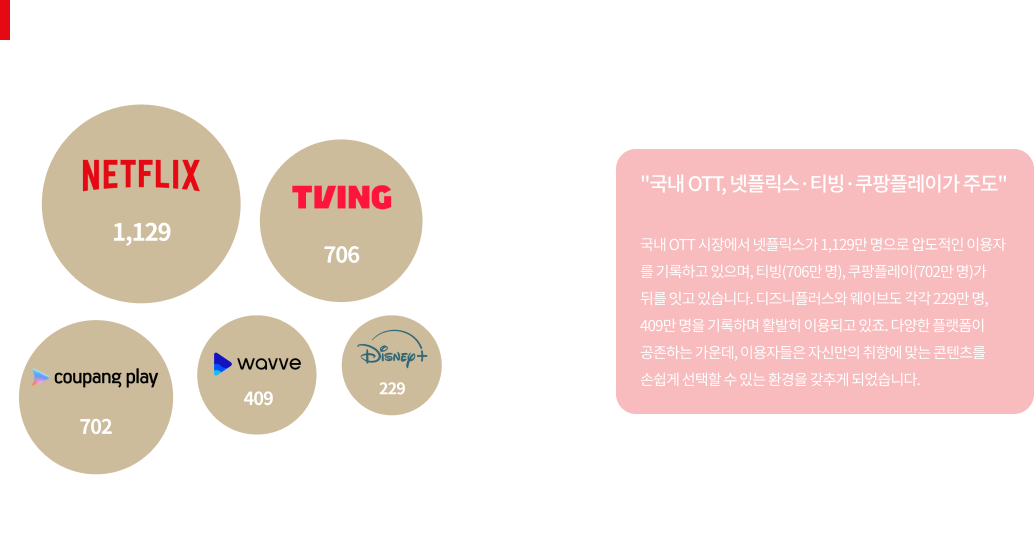 NETFLIX
1,129
TVING
706
coupang play
702
wavve
409
Disney+
229
"국내 OTT, 넷플릭스·티빙·쿠팡플레이가 주도"
국내 OTT 시장에서 넷플릭스가 1,129만 명으로 압도적인 이용자
를 기록하고 있으며, 티빙(706만 명), 쿠팡플레이(702만 명)가
뒤를 잇고 있습니다. 디즈니플러스와 웨이브도 각각 229만 명,
409만 명을 기록하며 활발히 이용되고 있죠. 다양한 플랫폼이
공존하는 가운데, 이용자들은 자신만의 취향에 맞는 콘텐츠를
손쉽게 선택할 수 있는 환경을 갖추게 되었습니다.